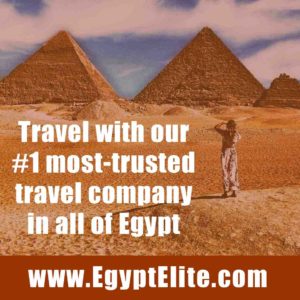 Travel with our
#1 most-trusted
travel company
in all of Egypt
www.EgyptElite.com